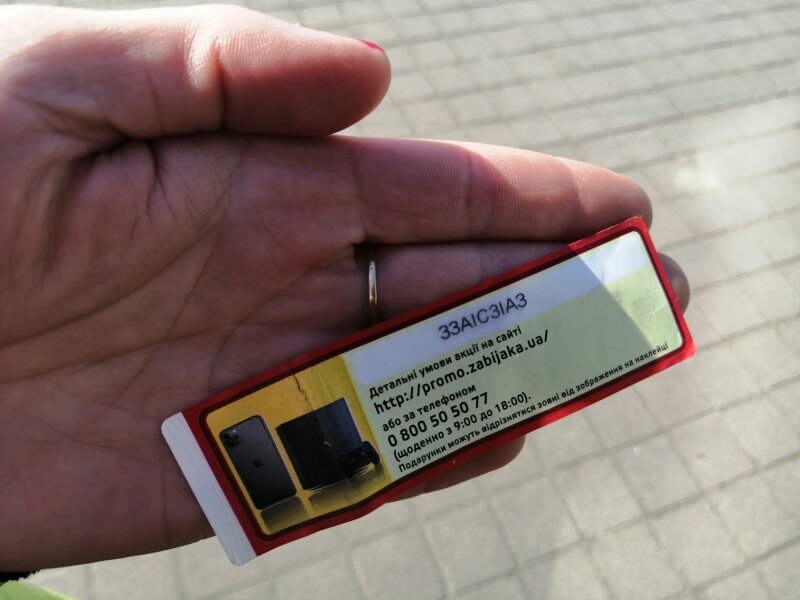 33AIC3IA3
Детальні умови акції на сайті
http://promo.zabijaka.ua/
або за телефоном
0 800 50 50 77
(щоденно з 9:00 до 18:00).
Подарунки можуть відрізнятися зовні від зображення на наклейці